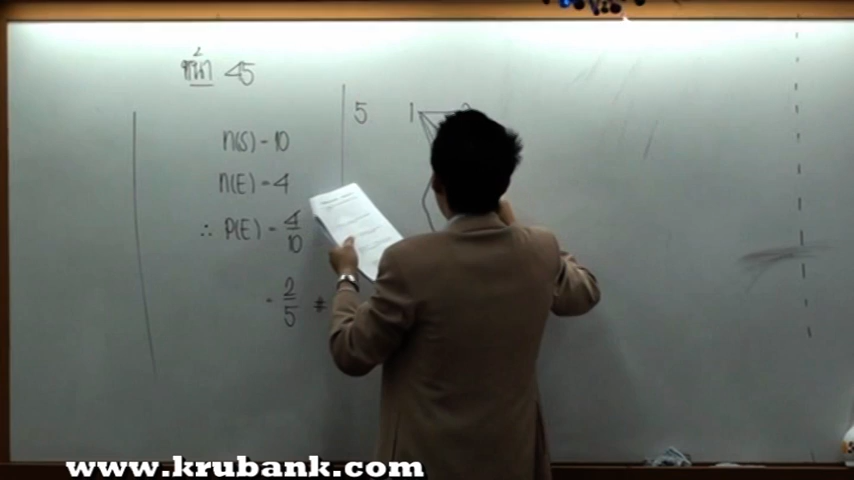 หน้า 45
n(S) = 10
n(E) = 4
∴ P(E) = 4/10
= 2/5 #
5
1
www.krubank.com